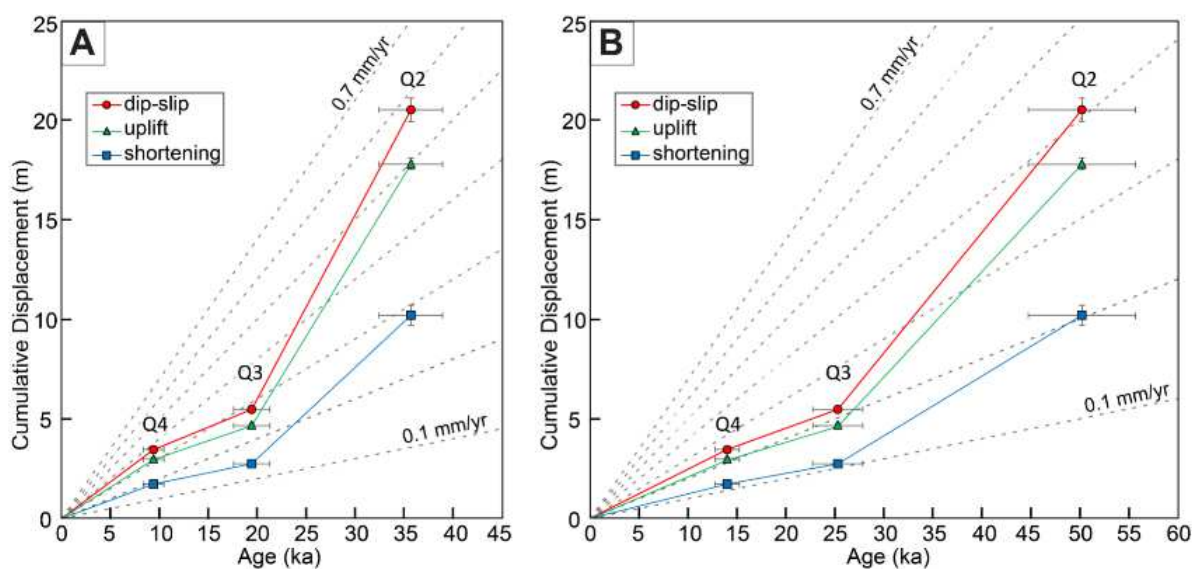 A
25
20
15
10
5
0
Cumulative Displacement (m)
dip-slip
uplift
shortening
0.7 mm/yr
Q2
Q3
Q4
0.1 mm/yr
0 5 10 15 20 25 30 35 40 45
Age (ka)
B
25
20
15
10
5
0
Cumulative Displacement (m)
dip-slip
uplift
shortening
0.7 mm/yr
Q2
Q3
Q4
0.1 mm/yr
0 5 10 15 20 25 30 35 40 45 50 55 60
Age (ka)